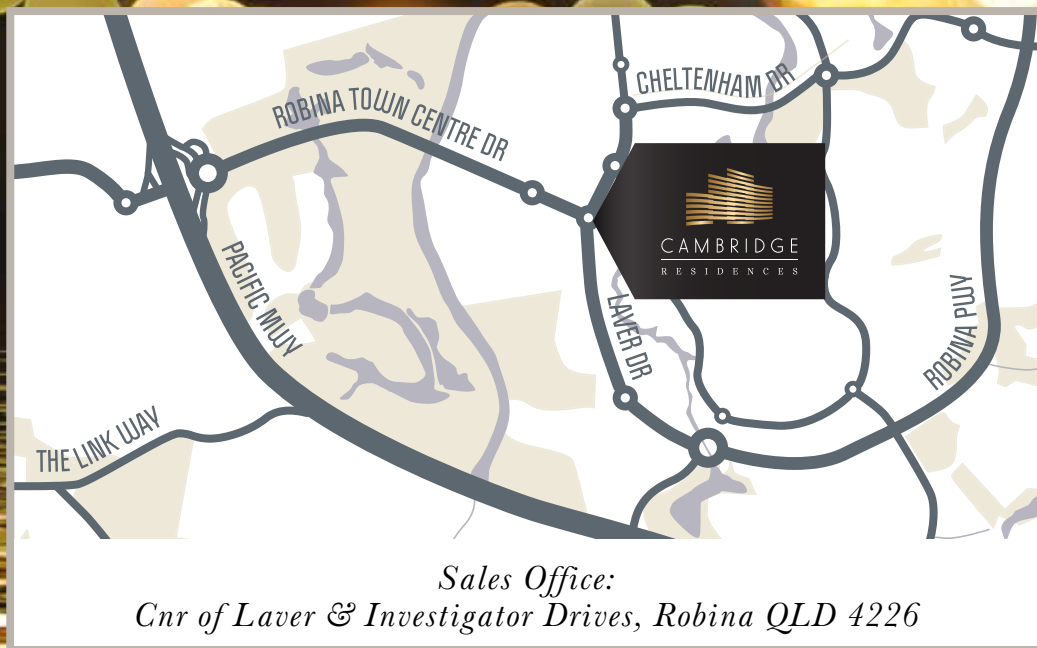 CHELTENHAM DR
ROBINA TOWN CENTRE DR
CAMBRIDGE
RESIDENCES
PACIFIC MWY
LAVER DR
ROBINA PWY
THE LINK WAY
Sales Office:
Cnr of Laver & Investigator Drives, Robina QLD 4226